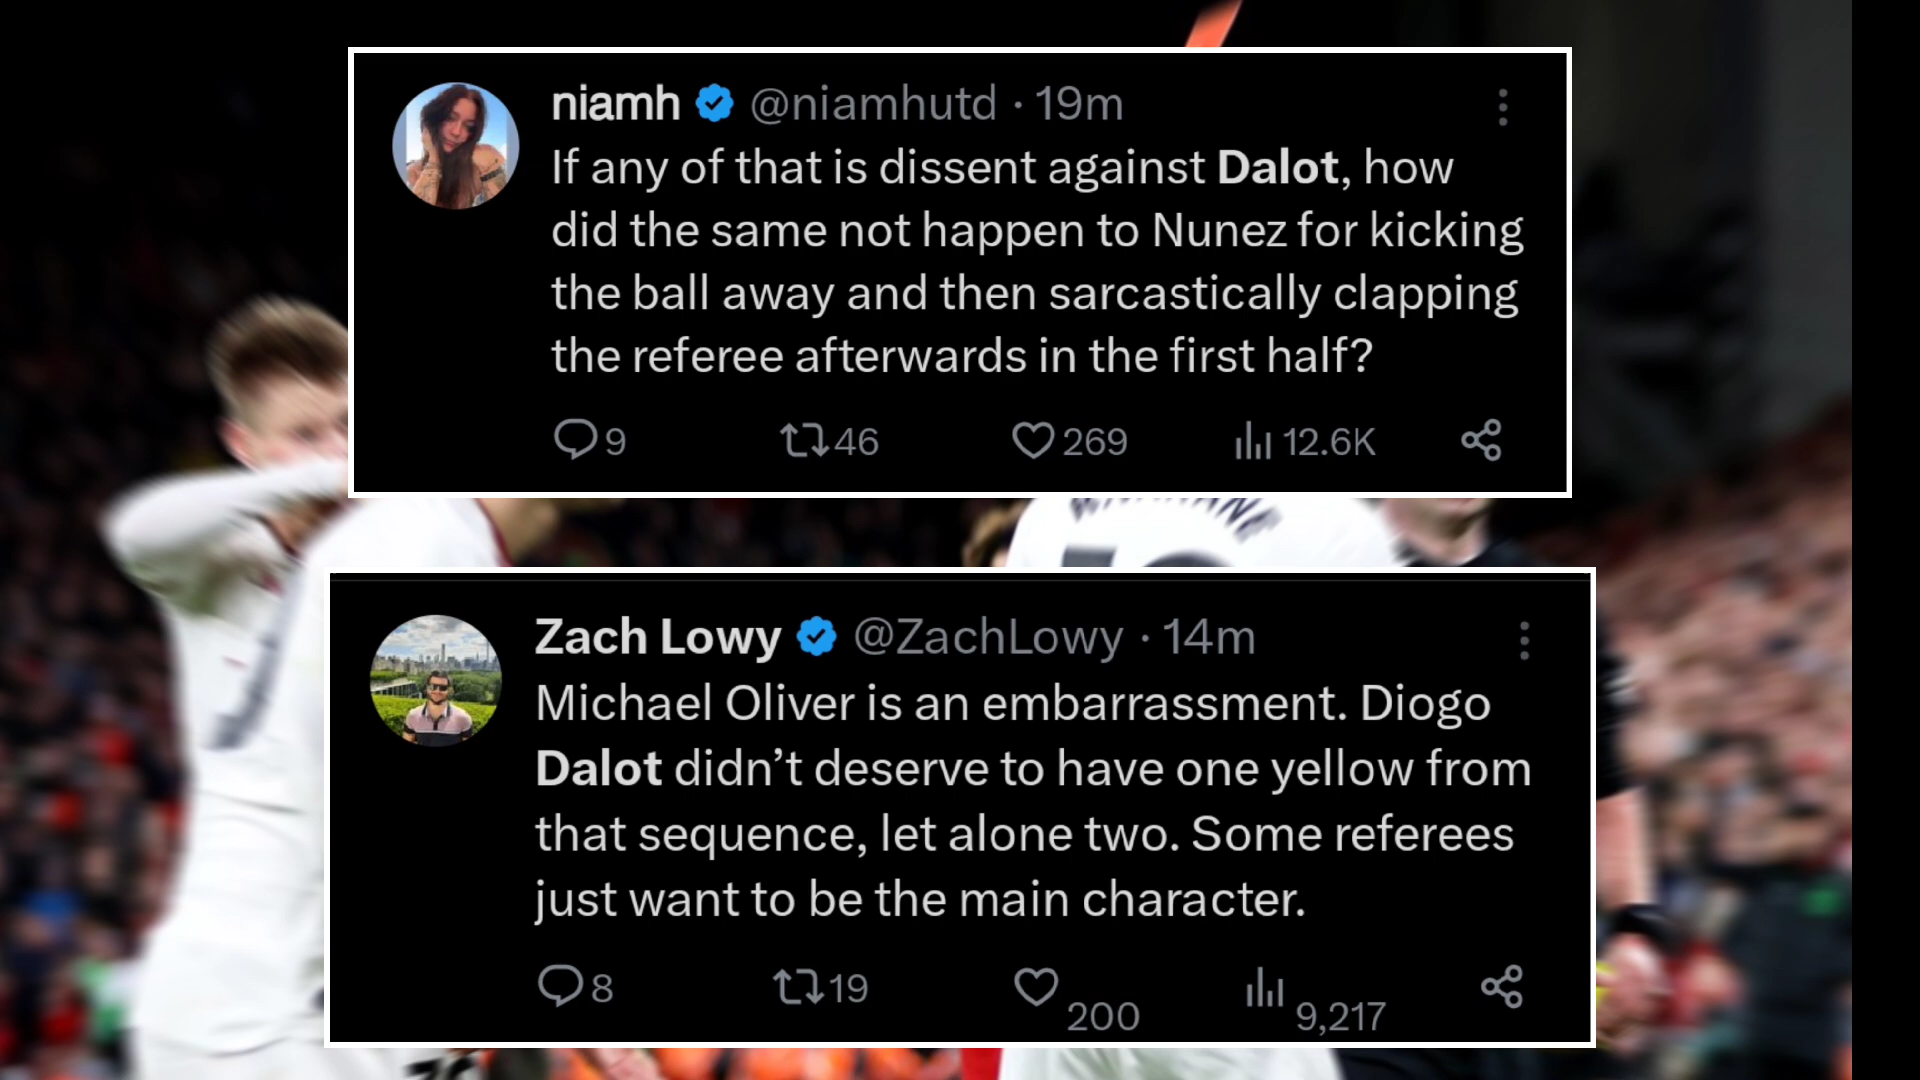 niamh @niamhutd · 19m
If any of that is dissent against Dalot, how
did the same not happen to Nunez for kicking
the ball away and then sarcastically clapping
the referee afterwards in the first half?
9 46 269 12.6K
Zach Lowy @ZachLowy · 14m
Michael Oliver is an embarrassment. Diogo
Dalot didn’t deserve to have one yellow from
that sequence, let alone two. Some referees
just want to be the main character.
8 19 200 9,217